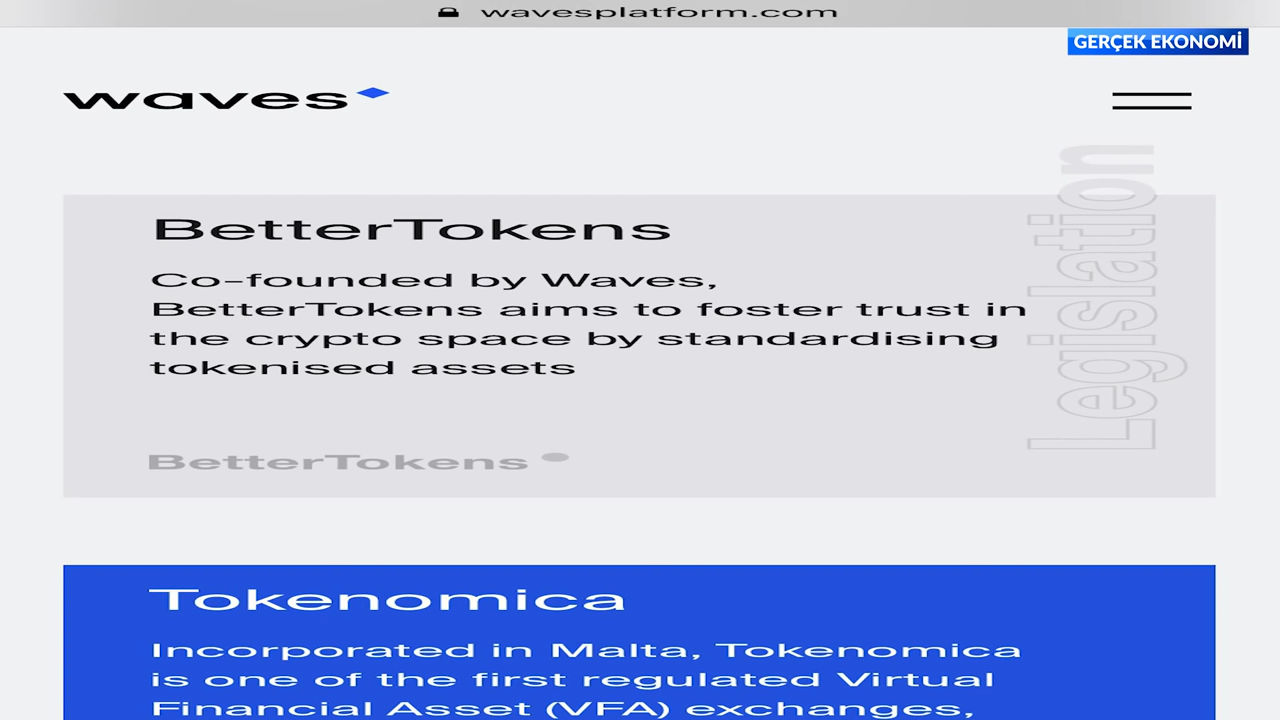 wavesplatform.com
GERÇEK EKONOMİ
waves
Legislation
BetterTokens
Co-founded by Waves,
BetterTokens aims to foster trust in
the crypto space by standardising
tokenised assets
BetterTokens
Tokenomica
Incorporated in Malta, Tokenomica
is one of the first regulated Virtual
Financial Asset (VFA) exchanges,